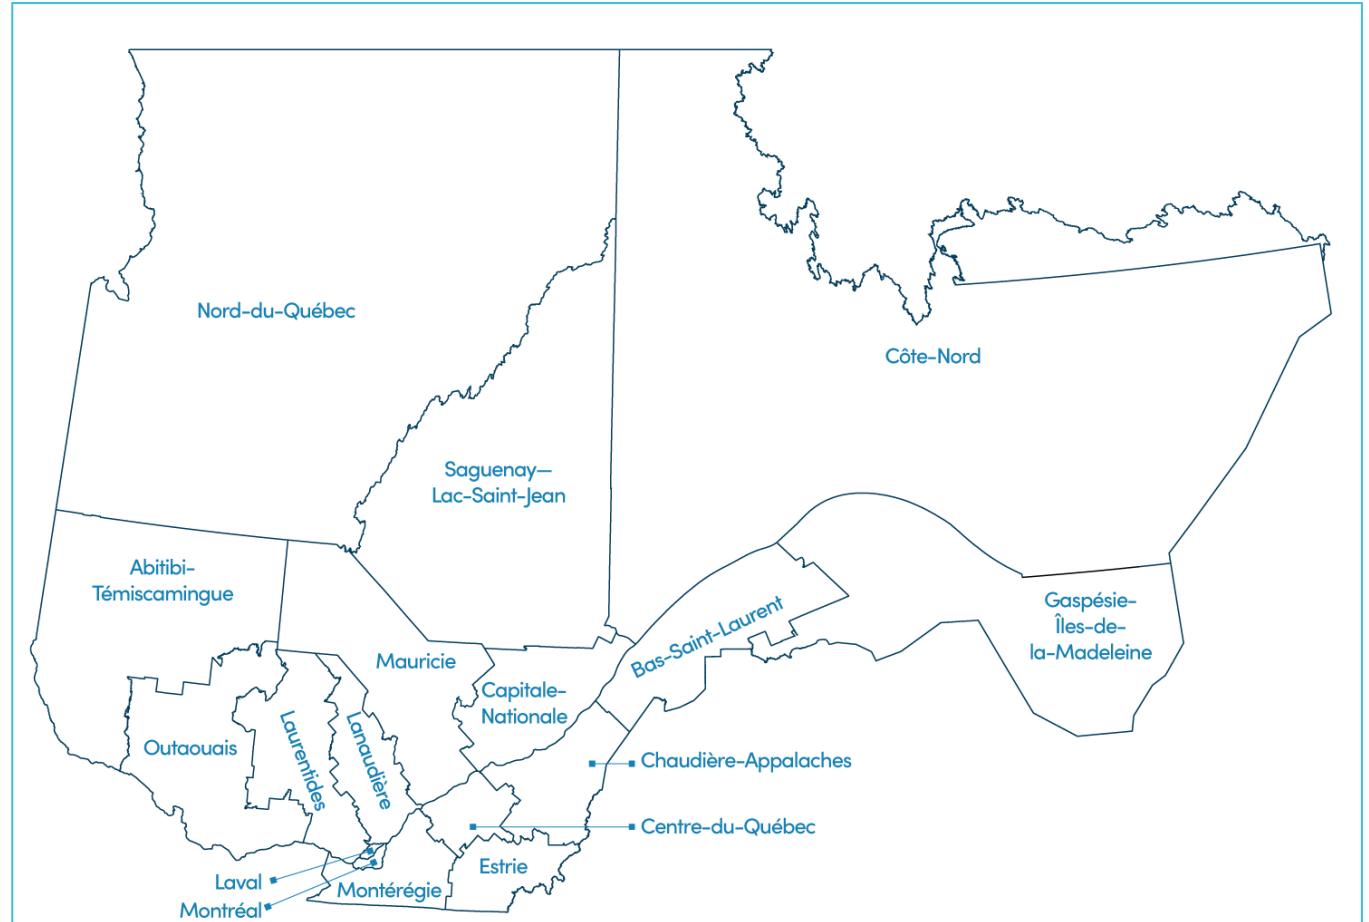 Nord-du-Québec
Côte-Nord
Saguenay—
Lac-Saint-Jean
Abitibi-
Témiscamingue
Bas-Saint-Laurent
Gaspésie-
Îles-de-
la-Madeleine
Mauricie
Capitale-
Nationale
Outaouais
Laurentides
Lanaudière
Chaudière-Appalaches
Centre-du-Québec
Estrie
Laval
Montérégie
Montréal